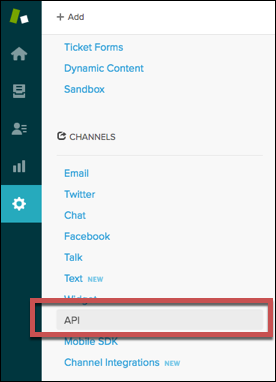 + Add
Ticket Forms
Dynamic Content
Sandbox
CHANNELS
Email
Twitter
Chat
Facebook
Talk
Text NEW
Widget
API
Mobile SDK
Channel Integrations NEW